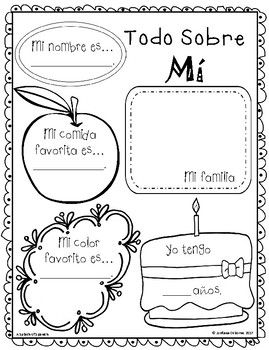 Mi nombre es...
Todo Sobre
Mí
Mi comida
favorita es...
Mi familia
Mi color
favorito es...
Yo tengo
años.